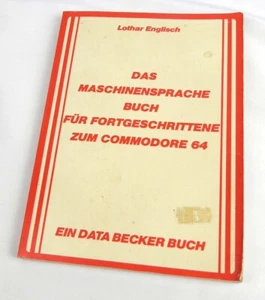 Lothar Englisch
DAS
MASCHINENSPRACHE
BUCH
FÜR FORTGESCHRITTENE
ZUM COMMODORE 64
EIN DATA BECKER BUCH